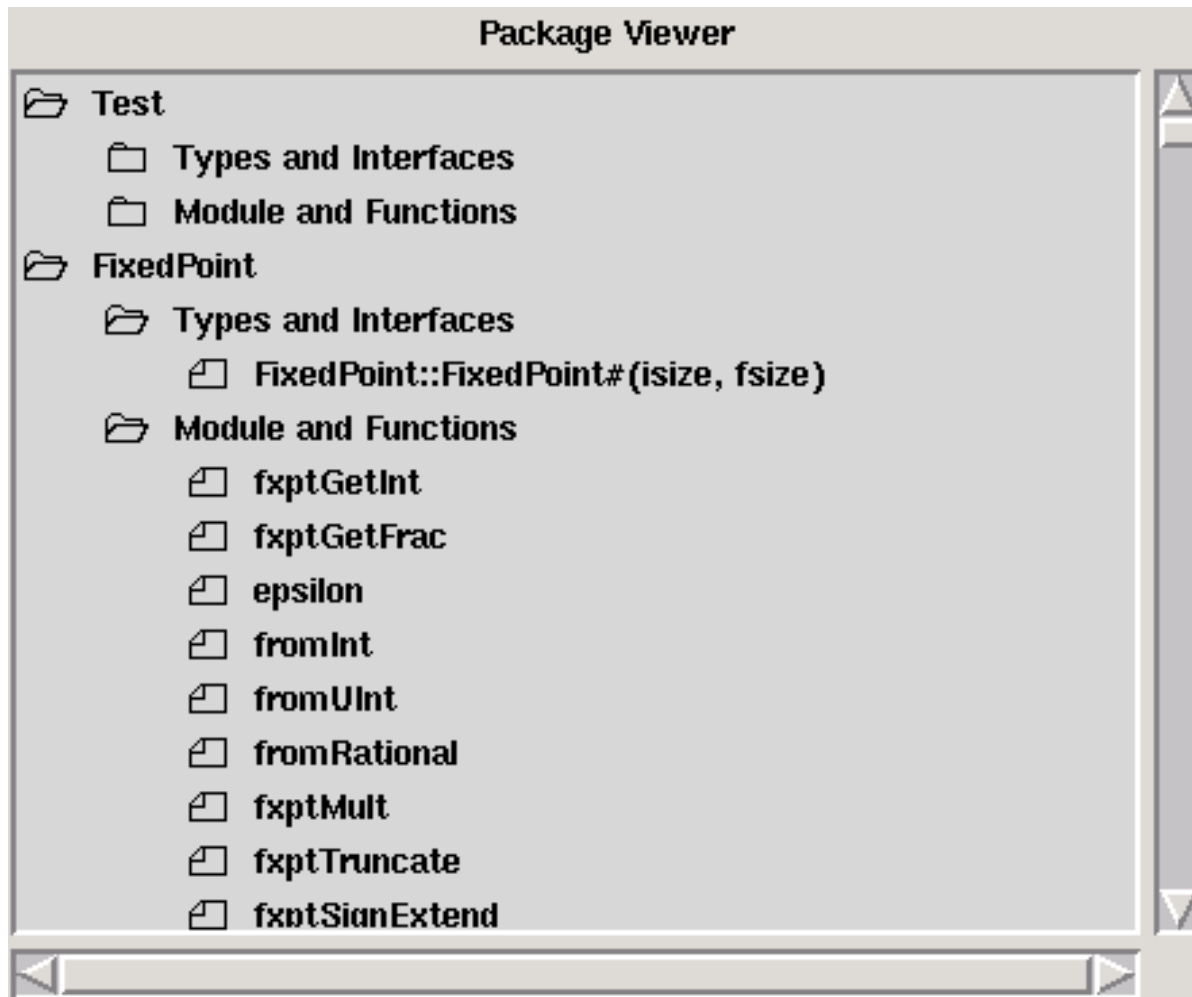 Package Viewer
Test
Types and Interfaces
Module and Functions
FixedPoint
Types and Interfaces
FixedPoint::FixedPoint#(isize, fsize)
Module and Functions
fxptGetInt
fxptGetFrac
epsilon
fromInt
fromUInt
fromRational
fxptMult
fxptTruncate
fxptSignExtend